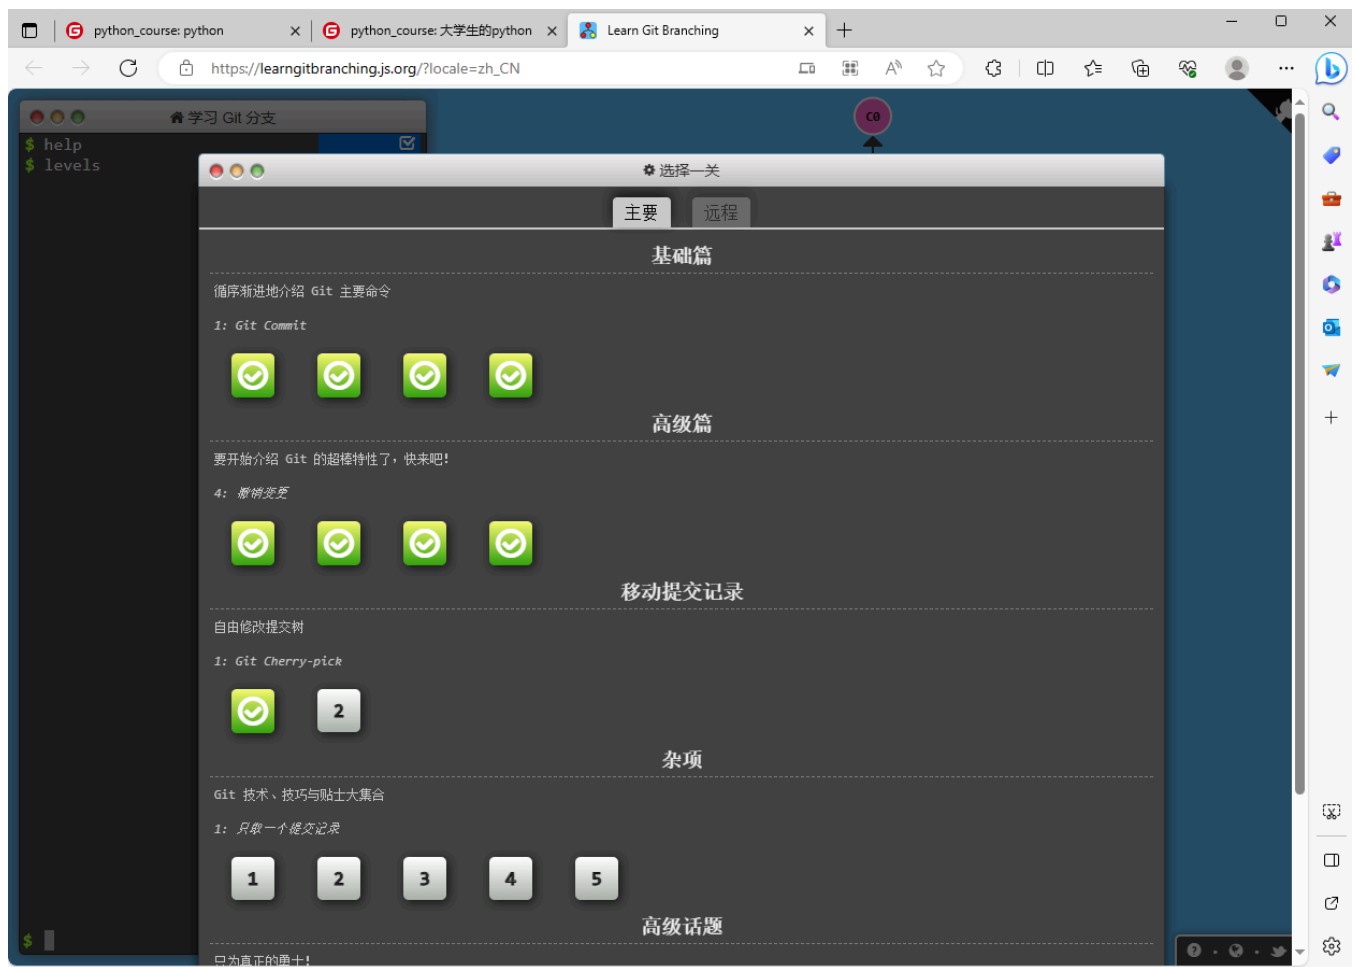 python_course: python
python_course: 大学生的python
Learn Git Branching
https://learngitbranching.js.org/?locale=zh_CN
学习 Git 分支
C0
$ help
$ levels
选择一关
主要
远程
基础篇
循序渐进地介绍 Git 主要命令
1: Git Commit
高级篇
要开始介绍 Git 的超棒特性了，快来吧!
4: 撤销变更
移动提交记录
自由修改提交树
1: Git Cherry-pick
2
杂项
Git 技术、技巧与贴士大集合
1: 只取一个提交记录
1 2 3 4 5
高级话题
只为真正的勇士!
$